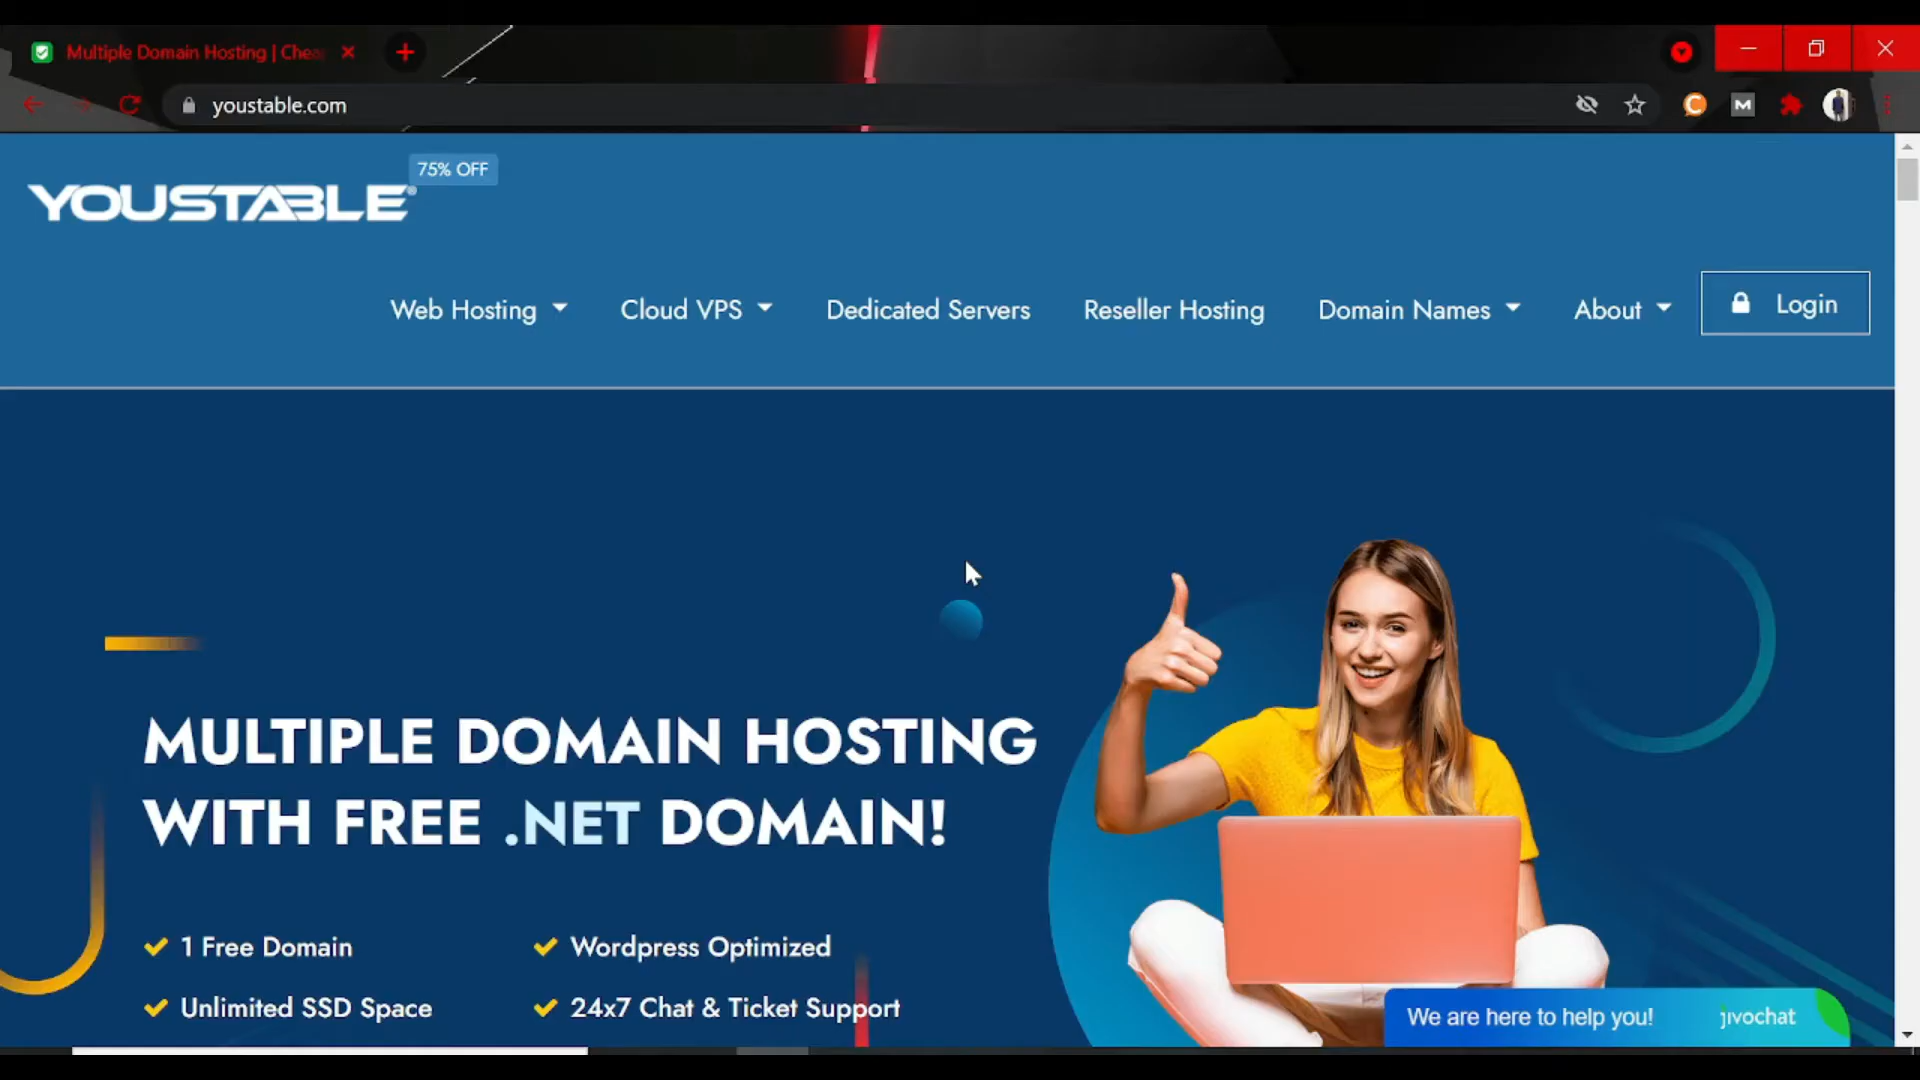 Multiple Domain Hosting | Chea
youstable.com
75% OFF
YOUSTABLE®
Web Hosting
Cloud VPS
Dedicated Servers
Reseller Hosting
Domain Names
About
Login
MULTIPLE DOMAIN HOSTING
WITH FREE .NET DOMAIN!
1 Free Domain
Wordpress Optimized
Unlimited SSD Space
24x7 Chat & Ticket Support
We are here to help you!
jivochat